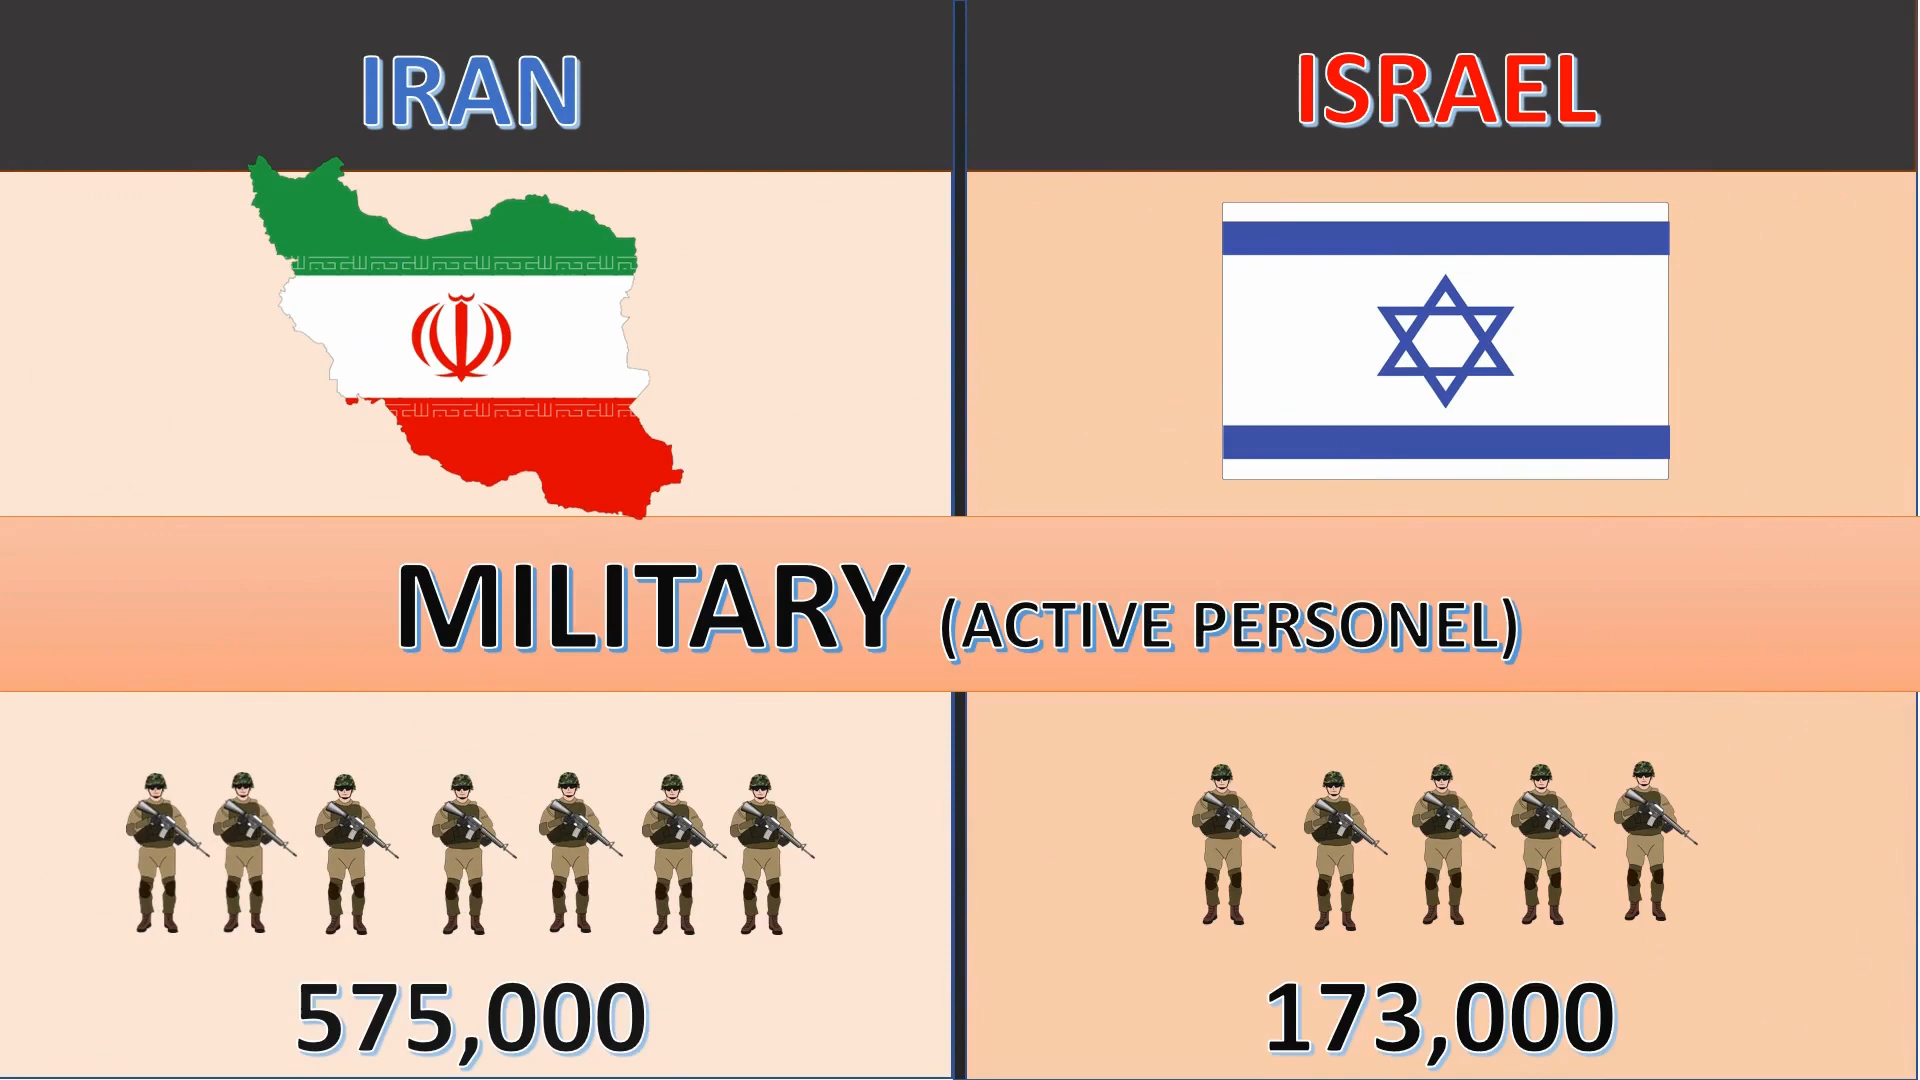 IRAN
ISRAEL
MILITARY (ACTIVE PERSONEL)
575,000
173,000